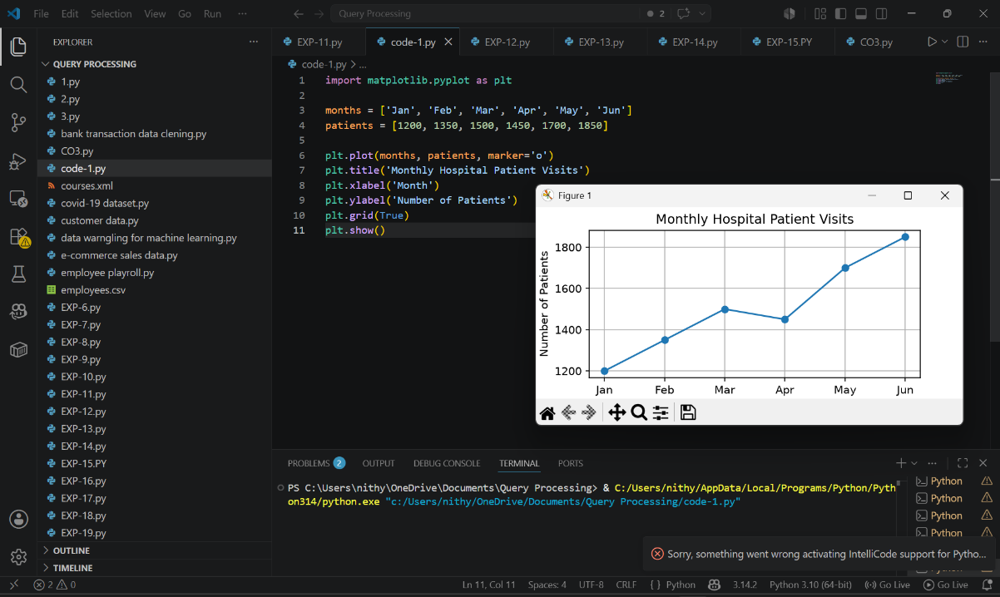 File Edit Selection View Go Run ···
Query Processing
2
EXPLORER ···
QUERY PROCESSING
1.py
2.py
3.py
bank transaction data clening.py
CO3.py
code-1.py
courses.xml
covid-19 dataset.py
customer data.py
data warngling for machine learning.py
e-commerce sales data.py
employee playroll.py
employees.csv
EXP-6.py
EXP-7.py
EXP-8.py
EXP-9.py
EXP-10.py
EXP-11.py
EXP-12.py
EXP-13.py
EXP-14.py
EXP-15.PY
EXP-16.py
EXP-17.py
EXP-18.py
EXP-19.py
OUTLINE
TIMELINE
EXP-11.py code-1.py EXP-12.py EXP-13.py EXP-14.py EXP-15.PY CO3.py
code-1.py > ...
1 import matplotlib.pyplot as plt
2
3 months = ['Jan', 'Feb', 'Mar', 'Apr', 'May', 'Jun']
4 patients = [1200, 1350, 1500, 1450, 1700, 1850]
5
6 plt.plot(months, patients, marker='o')
7 plt.title('Monthly Hospital Patient Visits')
8 plt.xlabel('Month')
9 plt.ylabel('Number of Patients')
10 plt.grid(True)
11 plt.show()
Figure 1
Monthly Hospital Patient Visits
Number of Patients
1800
1600
1400
1200
Jan Feb Mar Apr May Jun
PROBLEMS 2 OUTPUT DEBUG CONSOLE TERMINAL PORTS
PS C:\Users\nithy\OneDrive\Documents\Query Processing> & C:/Users/nithy/AppData/Local/Programs/Python/Pyth
on314/python.exe "c:/Users/nithy/OneDrive/Documents/Query Processing/code-1.py"
Python
Python
Python
Python
Sorry, something went wrong activating IntelliCode support for Pytho...
2 0
Ln 11, Col 11 Spaces: 4 UTF-8 CRLF { } Python 3.14.2 Python 3.10 (64-bit) Go Live Go Live